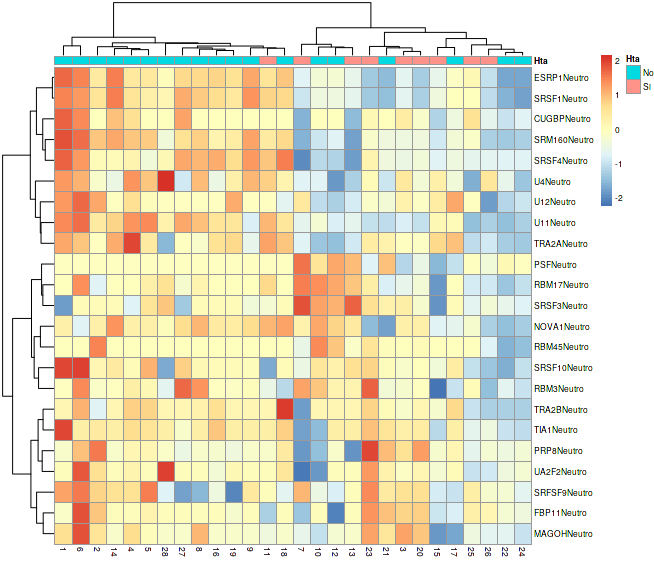 Hta
ESRP1Neutro
SRSF1Neutro
CUGBPNeutro
SRM160Neutro
SRSF4Neutro
U4Neutro
U12Neutro
U11Neutro
TRA2ANeutro
PSFNeutro
RBM17Neutro
SRSF3Neutro
NOVA1Neutro
RBM45Neutro
SRSF10Neutro
RBM3Neutro
TRA2BNeutro
TIA1Neutro
PRP8Neutro
UA2F2Neutro
SRFSF9Neutro
FBP11Neutro
MAGOHNeutro
1 6 2 14 4 5 28 27 8 16 19 9 11 18 7 10 12 13 23 21 3 20 15 17 25 26 22 24
2
1
0
-1
-2
Hta
No
SI